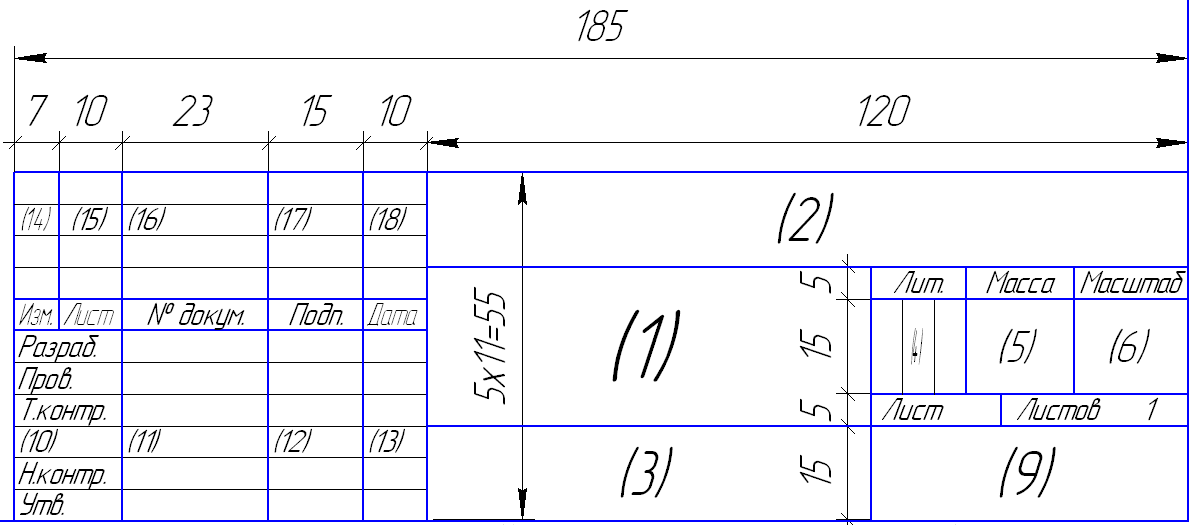 185
7 10 23 15 10 120
(2)
(14) (15) (16) (17) (18)
5 Лит. Масса Масштаб
Изм. Лист № докум. Подп. Дата
5x11=55 (1) 15 (4) (5) (6)
Разраб.
Пров.
Т.контр. 5 Лист Листов 1
(10) (11) (12) (13)
(3) 15 (9)
Н.контр.
Утв.